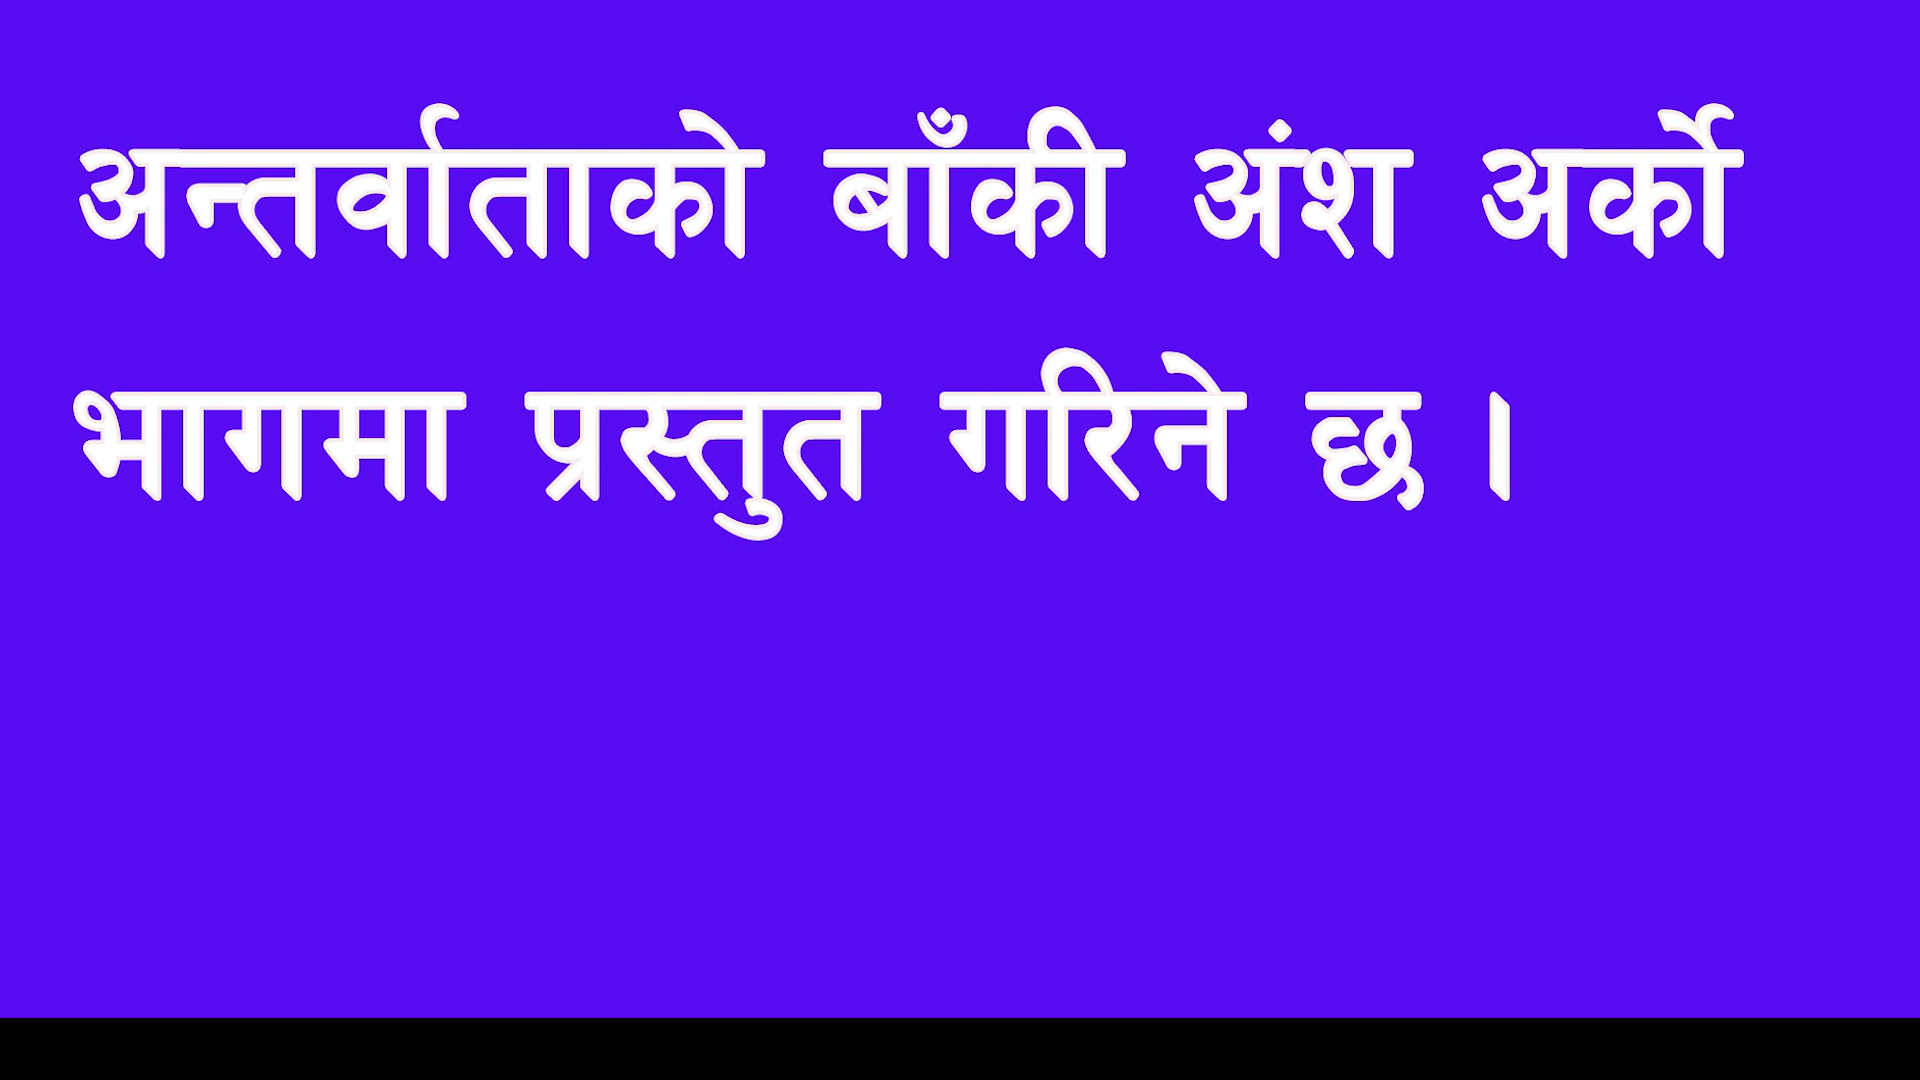 अन्तर्वाताको बाँकी अंश अर्को
भागमा प्रस्तुत गरिने छ ।